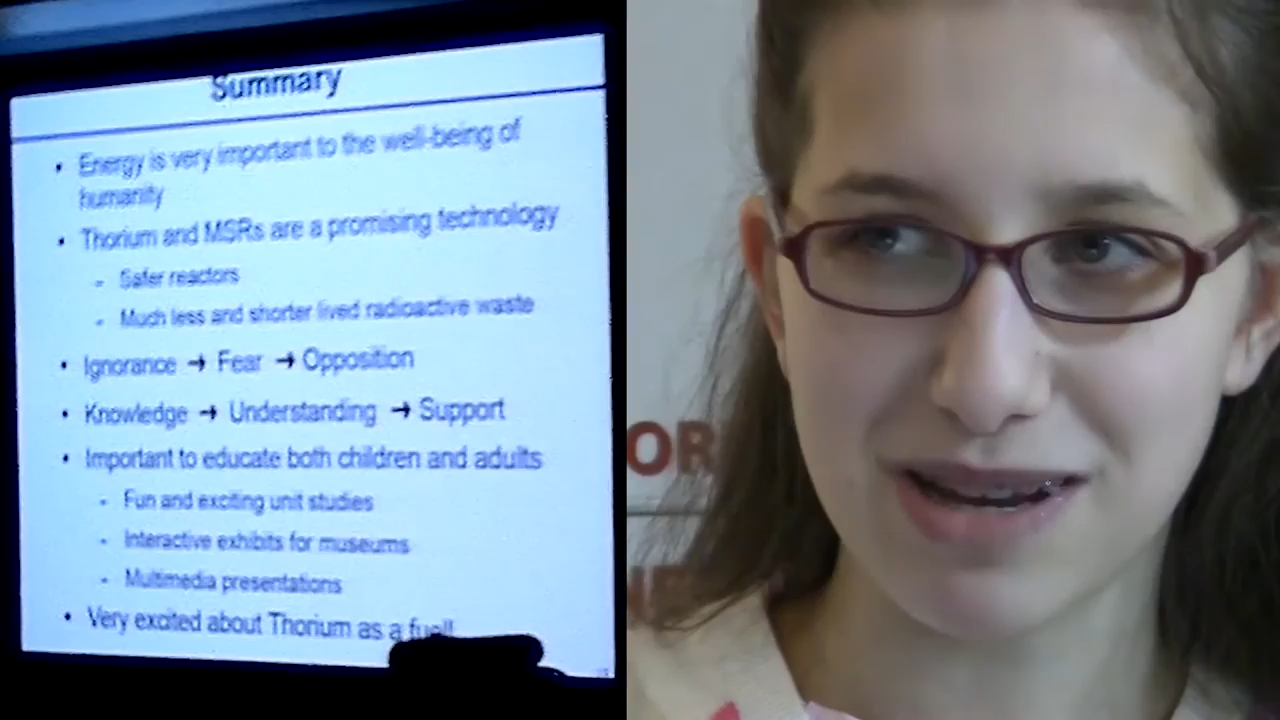 Summary
• Energy is very important to the well-being of
humanity
• Thorium and MSRs are a promising technology
- Safer reactors
- Much less and shorter lived radioactive waste
• Ignorance → Fear → Opposition
• Knowledge → Understanding → Support
• Important to educate both children and adults
- Fun and exciting unit studies
- Interactive exhibits for museums
- Multimedia presentations
• Very excited about Thorium as a fuel!
OR